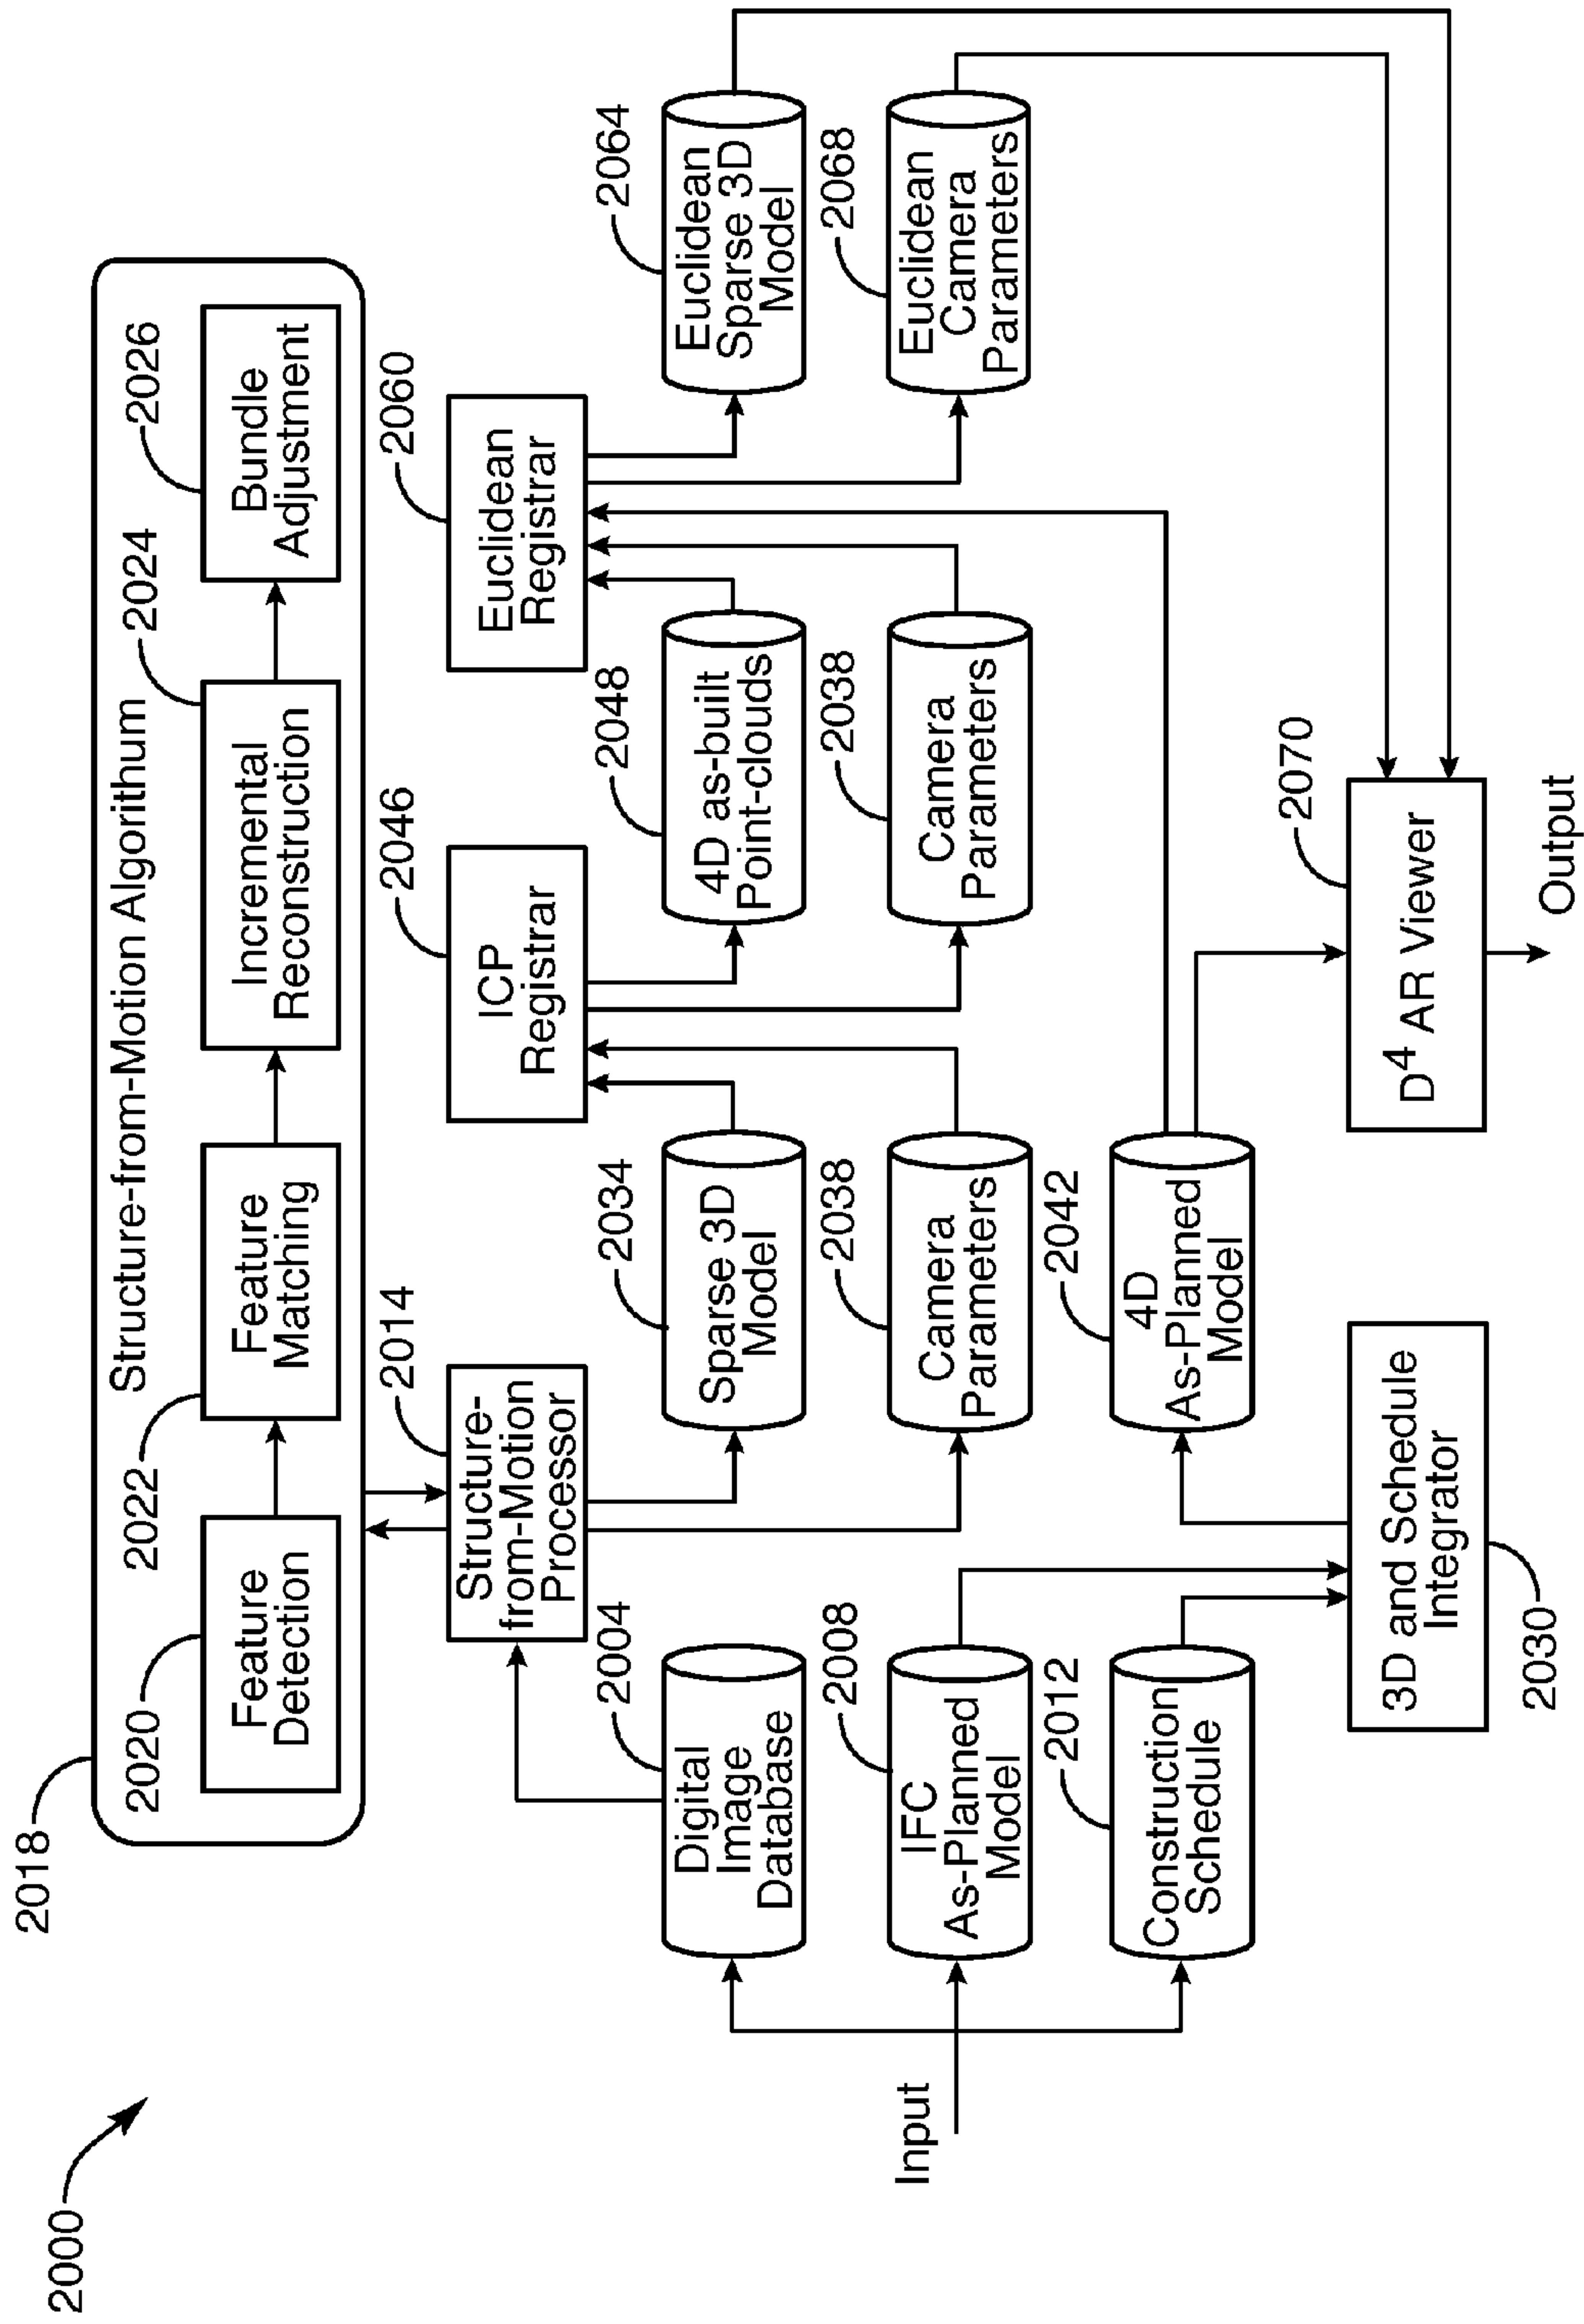 2000
2018
Structure-from-Motion Algorithum
2020
Feature
Detection
2022
Feature
Matching
2024
Incremental
Reconstruction
2026
Bundle
Adjustment
2014
Structure-
from-Motion
Processor
2046
ICP
Registrar
2060
Euclidean
Registrar
2004
Digital
Image
Database
2034
Sparse 3D
Model
2048
4D as-built
Point-clouds
2064
Euclidean
Sparse 3D
Model
Input
2008
IFC
As-Planned
Model
2038
Camera
Parameters
2038
Camera
Parameters
2068
Euclidean
Camera
Parameters
2012
Construction
Schedule
2042
4D
As-Planned
Model
3D and Schedule
Integrator
2030
2070
D4 AR Viewer
Output